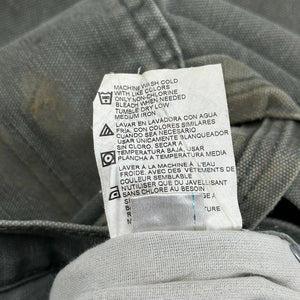 MACHINE WASH COLD
WITH LIKE COLORS
ONLY NON-CHLORINE
BLEACH WHEN NEEDED
TUMBLE DRY LOW
MEDIUM IRON
LAVAR EN LAVADORA CON AGUA
FRIA, CON COLORES SIMILARES
CUANDO SEA NECESARIO
USAR UNICAMENTE BLANQUEADOR
SIN CLORO, SECAR A
TEMPERATURA BAJA, USAR
PLANCHA A TEMPERATURA MEDIA
LAVER À LA MACHINE À L'EAU
FROIDE, AVEC DES VÊTEMENTS DE
COULEUR SEMBLABLE
N'UTILISER QUE DU JAVELLISANT
SANS CHLORE AU BESOIN